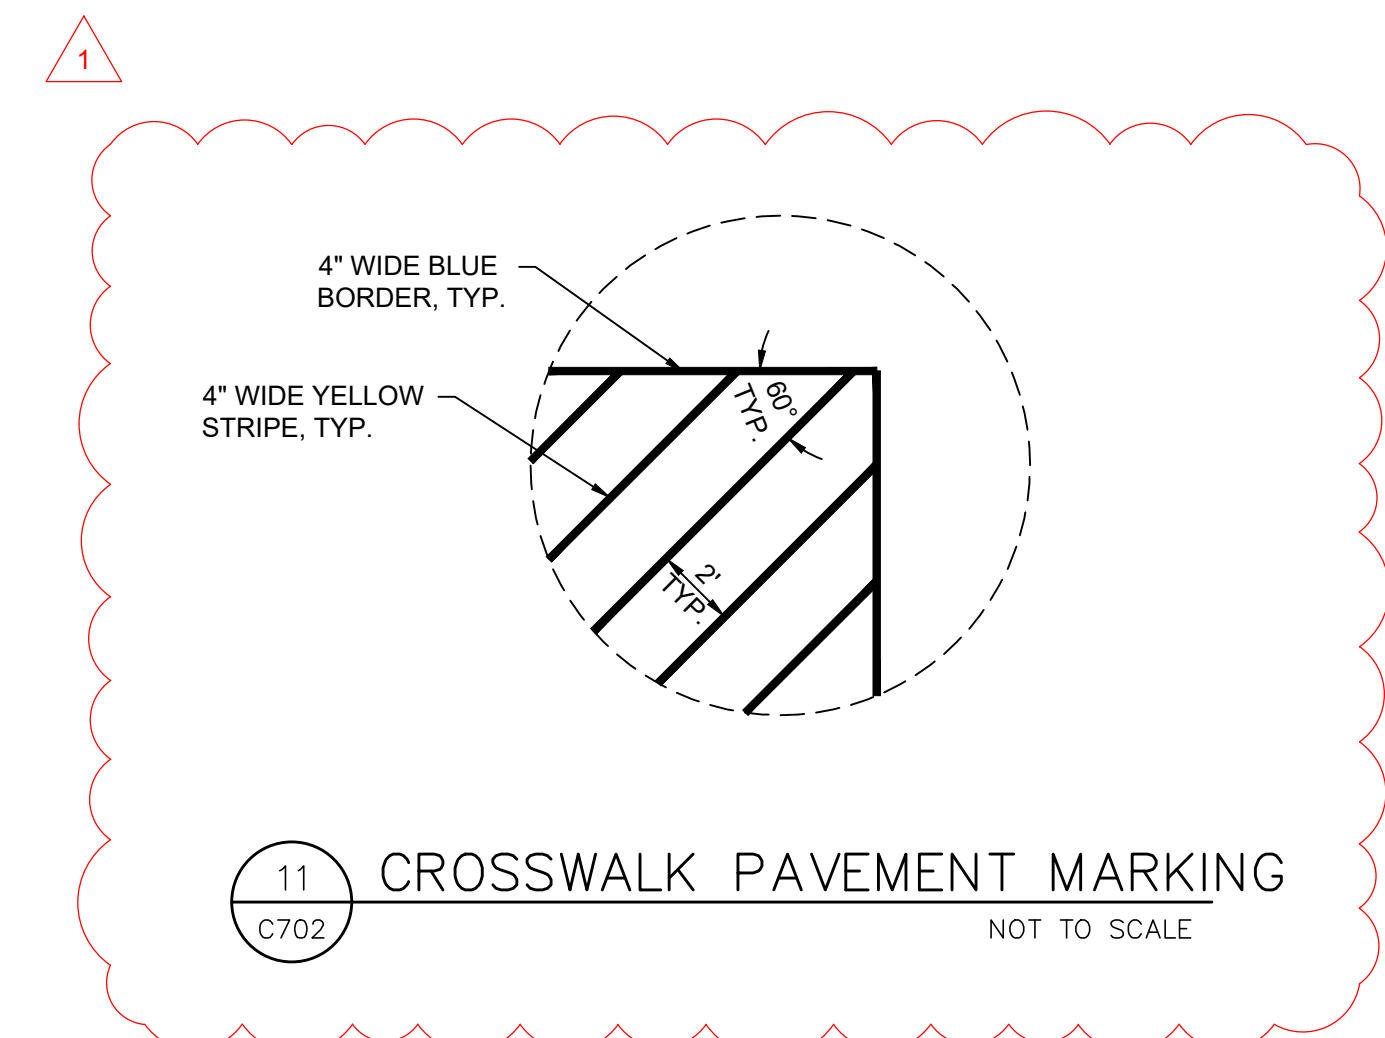 1
4" WIDE BLUE
BORDER, TYP.
4" WIDE YELLOW
STRIPE, TYP.
60°
TYP.
2'
TYP.
11
C702
CROSSWALK PAVEMENT MARKING
NOT TO SCALE